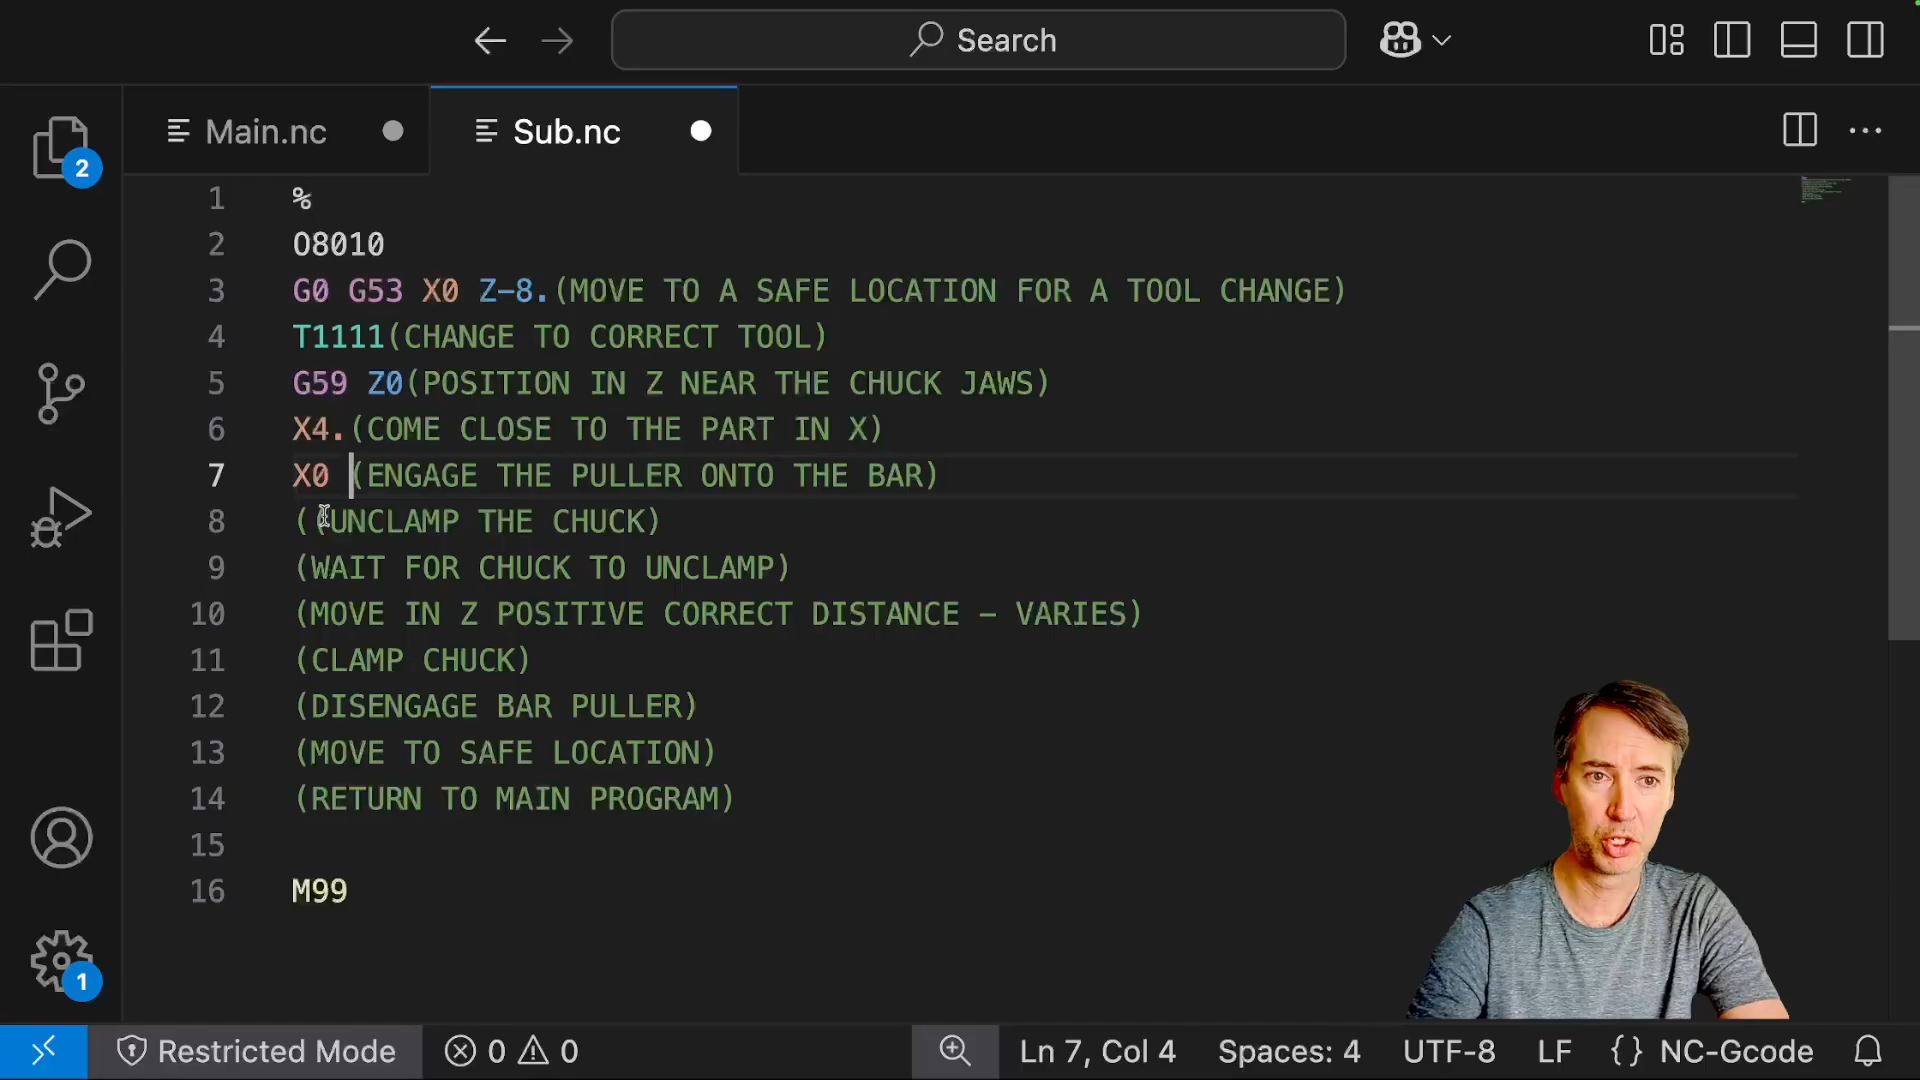 Search
Main.nc
Sub.nc
2
1 %
2 O8010
3 G0 G53 X0 Z-8.(MOVE TO A SAFE LOCATION FOR A TOOL CHANGE)
4 T1111(CHANGE TO CORRECT TOOL)
5 G59 Z0(POSITION IN Z NEAR THE CHUCK JAWS)
6 X4.(COME CLOSE TO THE PART IN X)
7 X0 (ENGAGE THE PULLER ONTO THE BAR)
8 ((UNCLAMP THE CHUCK)
9 (WAIT FOR CHUCK TO UNCLAMP)
10 (MOVE IN Z POSITIVE CORRECT DISTANCE - VARIES)
11 (CLAMP CHUCK)
12 (DISENGAGE BAR PULLER)
13 (MOVE TO SAFE LOCATION)
14 (RETURN TO MAIN PROGRAM)
15
16 M99
1
Restricted Mode 0 0 Ln 7, Col 4 Spaces: 4 UTF-8 LF {} NC-Gcode